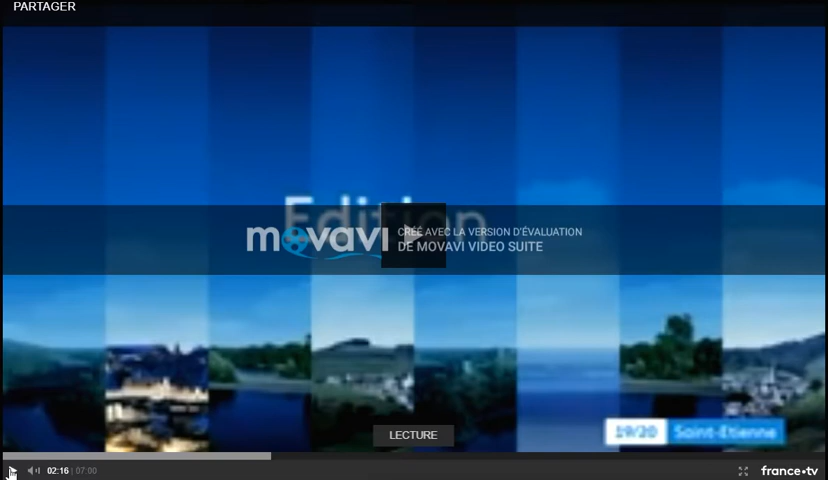 PARTAGER
Edition
movavi
CRÉÉ AVEC LA VERSION D'ÉVALUATION
DE MOVAVI VIDEO SUITE
LECTURE
19/20 Saint-Etienne
02:16 | 07:00
france•tv